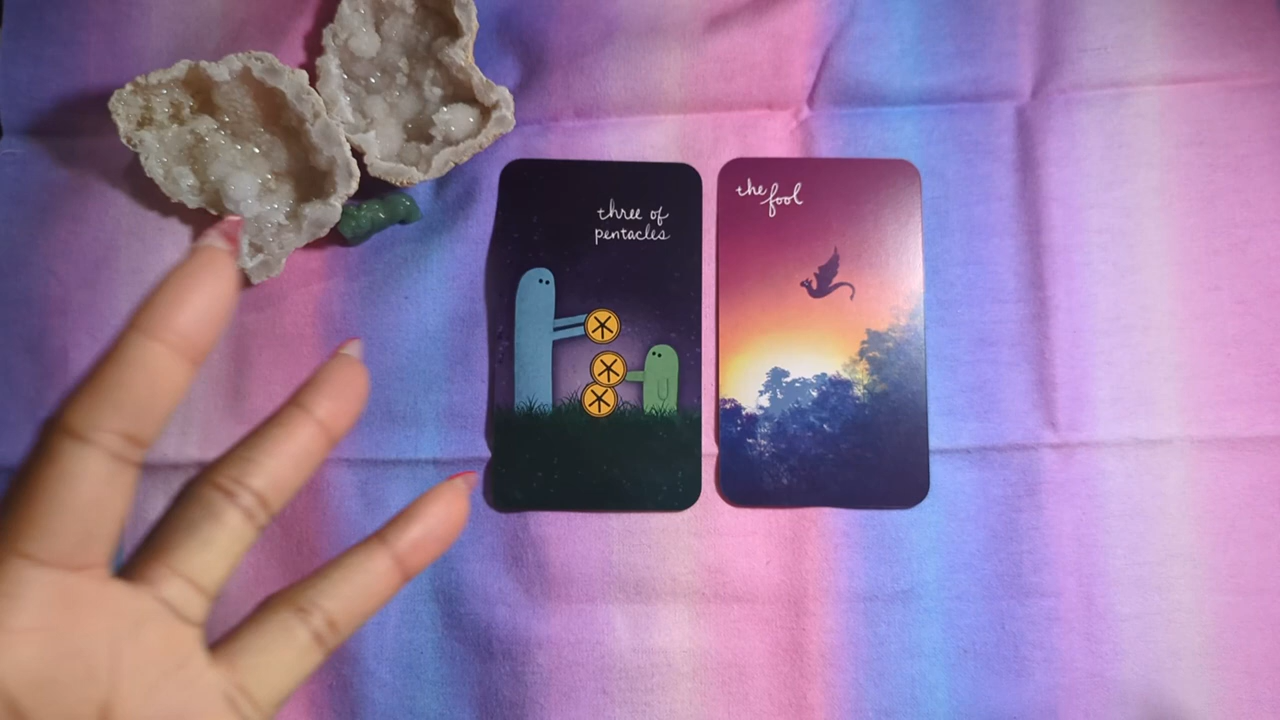 three of
pentacles
the
fool